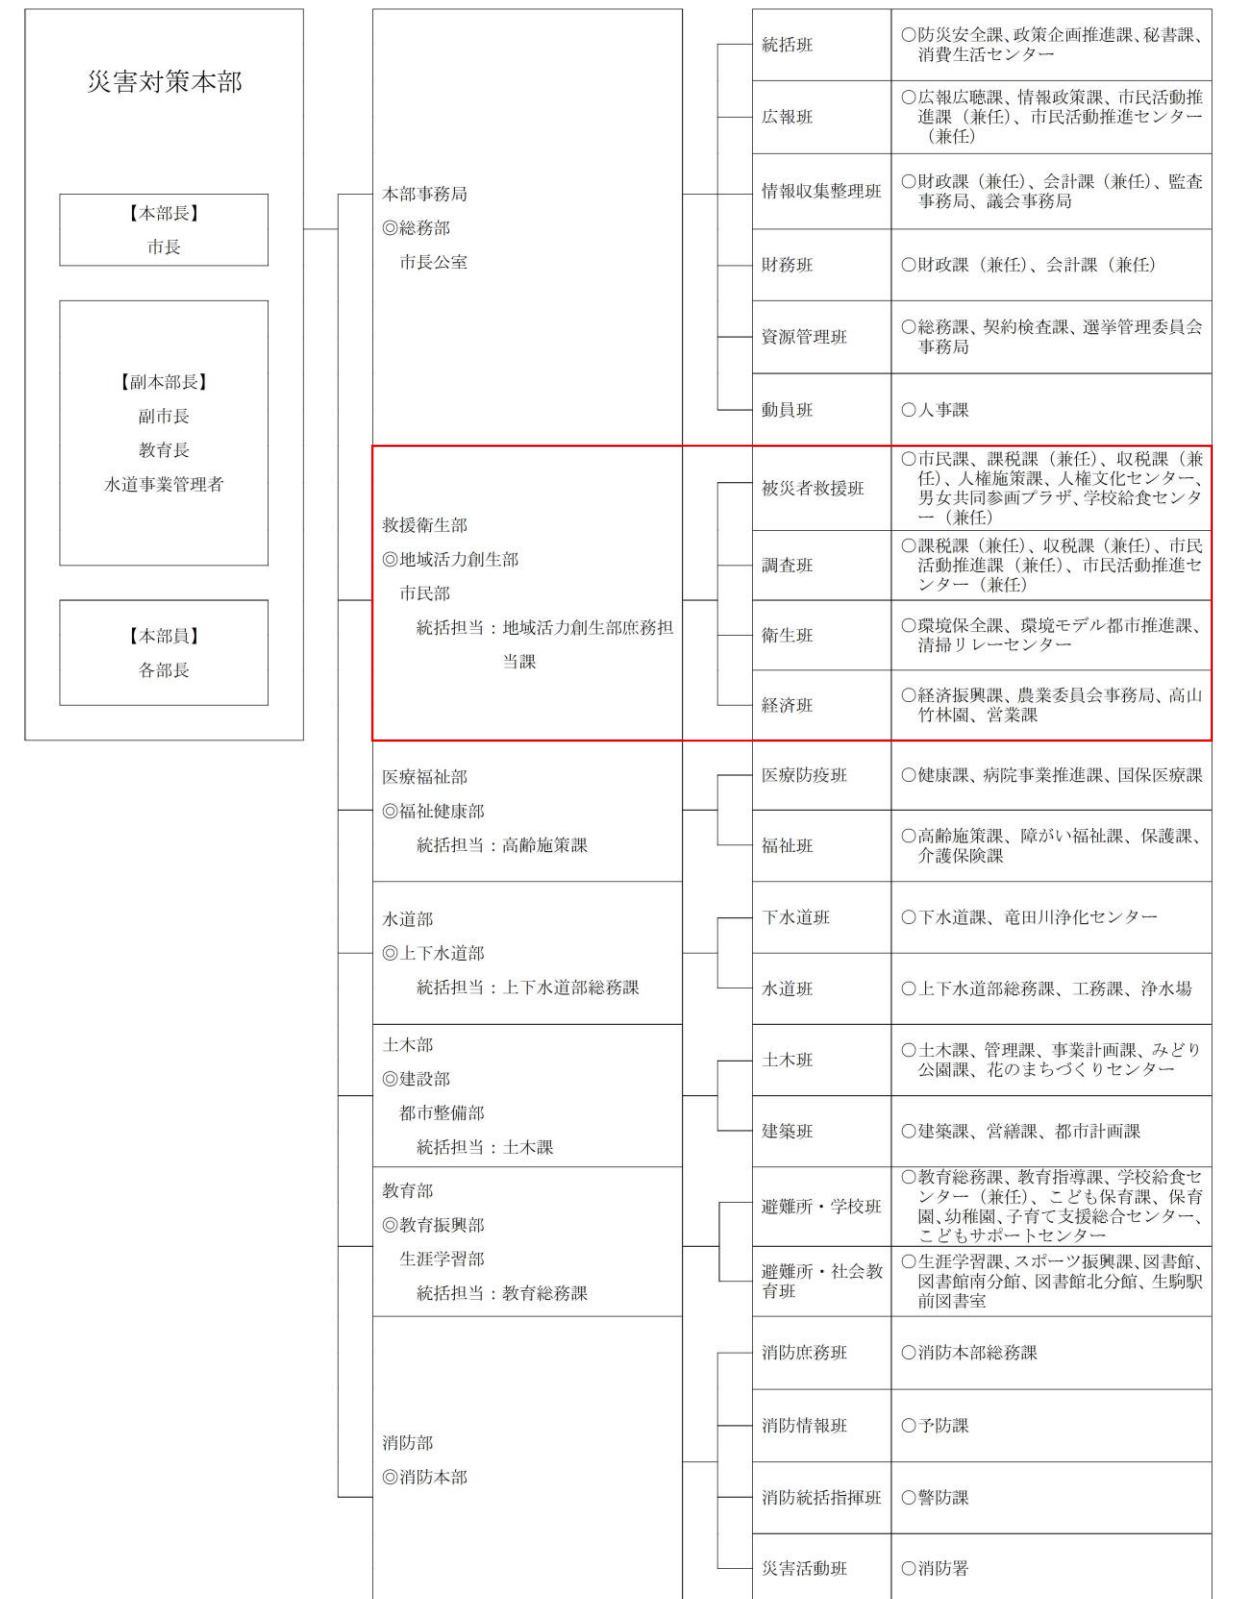 災害対策本部
【本部長】
市長
【副本部長】
副市長
教育長
水道事業管理者
【本部員】
各部長
本部事務局
◎総務部
市長公室
統括班
○防災安全課、政策企画推進課、秘書課、
消費生活センター
広報班
○広報広聴課、情報政策課、市民活動推
進課（兼任）、市民活動推進センター
（兼任）
情報収集整理班
○財政課（兼任）、会計課（兼任）、監査
事務局、議会事務局
財務班
○財政課（兼任）、会計課（兼任）
資源管理班
○総務課、契約検査課、選挙管理委員会
事務局
動員班
○人事課
救援衛生部
◎地域活力創生部
市民部
統括担当：地域活力創生部庶務担
当課
被災者救援班
○市民課、課税課（兼任）、収税課（兼
任）、人権施策課、人権文化センター、
男女共同参画プラザ、学校給食センタ
ー（兼任）
調査班
○課税課（兼任）、収税課（兼任）、市民
活動推進課（兼任）、市民活動推進セ
ンター（兼任）
衛生班
○環境保全課、環境モデル都市推進課、
清掃リレーセンター
経済班
○経済振興課、農業委員会事務局、高山
竹林園、営業課
医療福祉部
◎福祉健康部
統括担当：高齢施策課
医療防疫班
○健康課、病院事業推進課、国保医療課
福祉班
○高齢施策課、障がい福祉課、保護課、
介護保険課
水道部
◎上下水道部
統括担当：上下水道部総務課
下水道班
○下水道課、竜田川浄化センター
水道班
○上下水道部総務課、工務課、浄水場
土木部
◎建設部
都市整備部
統括担当：土木課
土木班
○土木課、管理課、事業計画課、みどり
公園課、花のまちづくりセンター
建築班
○建築課、営繕課、都市計画課
教育部
◎教育振興部
生涯学習部
統括担当：教育総務課
避難所・学校班
○教育総務課、教育指導課、学校給食セ
ンター（兼任）、こども保育課、保育
園、幼稚園、子育て支援総合センター、
こどもサポートセンター
避難所・社会教
育班
○生涯学習課、スポーツ振興課、図書館、
図書館南分館、図書館北分館、生駒駅
前図書室
消防部
◎消防本部
消防庶務班
○消防本部総務課
消防情報班
○予防課
消防統括指揮班
○警防課
災害活動班
○消防署